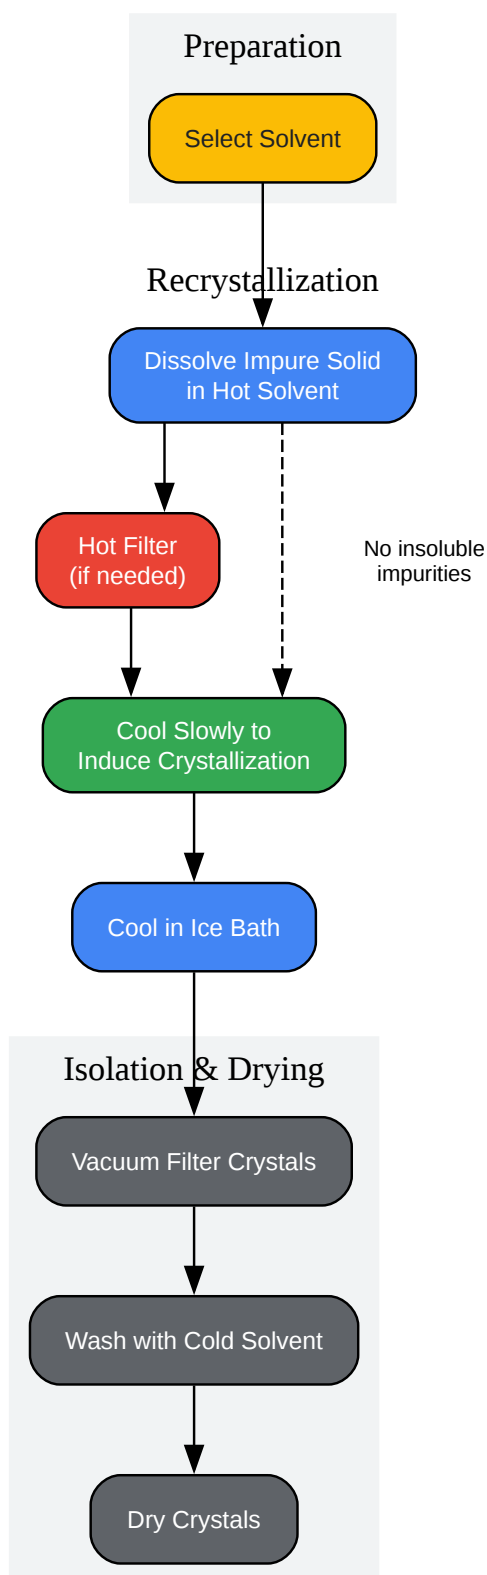 Preparation
Select Solvent
Recrystallization
Dissolve Impure Solid
in Hot Solvent
Hot Filter
(if needed)
No insoluble
impurities
Cool Slowly to
Induce Crystallization
Cool in Ice Bath
Isolation & Drying
Vacuum Filter Crystals
Wash with Cold Solvent
Dry Crystals